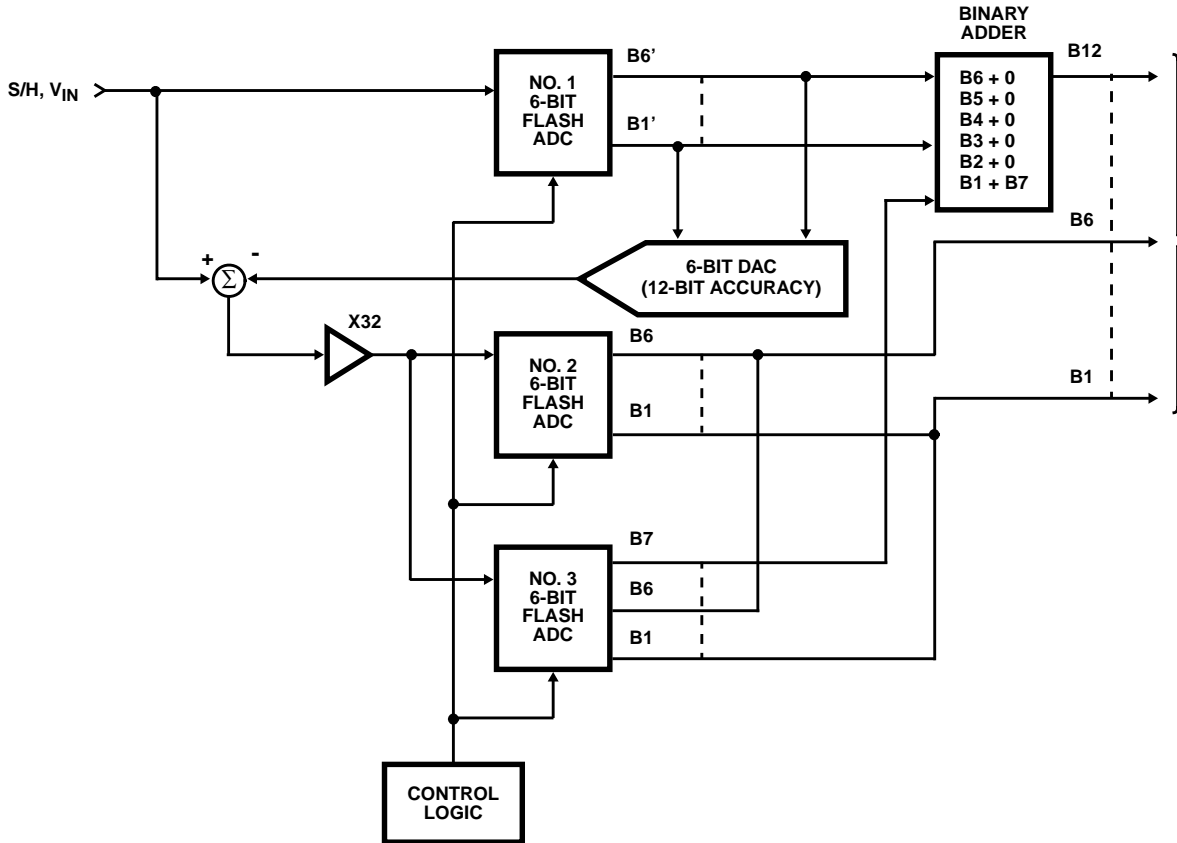 BINARY
ADDER
B12
B6’
S/H, VIN
NO. 1
6-BIT
FLASH
ADC
B1’
B6 + 0
B5 + 0
B4 + 0
B3 + 0
B2 + 0
B1 + B7
B6
+
-
Σ
6-BIT DAC
(12-BIT ACCURACY)
X32
B6
NO. 2
6-BIT
FLASH
ADC
B1
B1
B7
NO. 3
6-BIT
FLASH
ADC
B6
B1
CONTROL
LOGIC